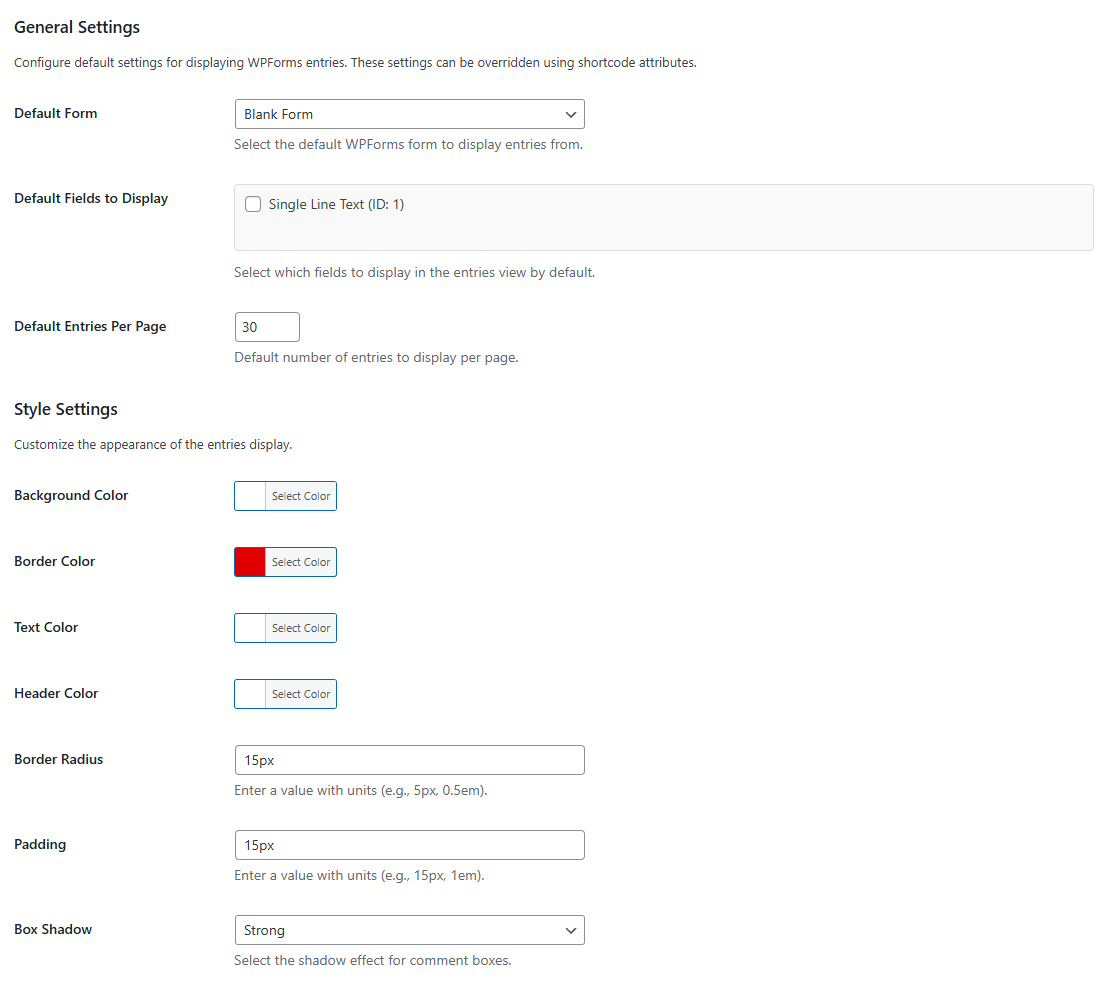 General Settings
Configure default settings for displaying WPForms entries. These settings can be overridden using shortcode attributes.
Default Form
Blank Form
Select the default WPForms form to display entries from.
Default Fields to Display
Single Line Text (ID: 1)
Select which fields to display in the entries view by default.
Default Entries Per Page
30
Default number of entries to display per page.
Style Settings
Customize the appearance of the entries display.
Background Color
Select Color
Border Color
Select Color
Text Color
Select Color
Header Color
Select Color
Border Radius
15px
Enter a value with units (e.g., 5px, 0.5em).
Padding
15px
Enter a value with units (e.g., 15px, 1em).
Box Shadow
Strong
Select the shadow effect for comment boxes.